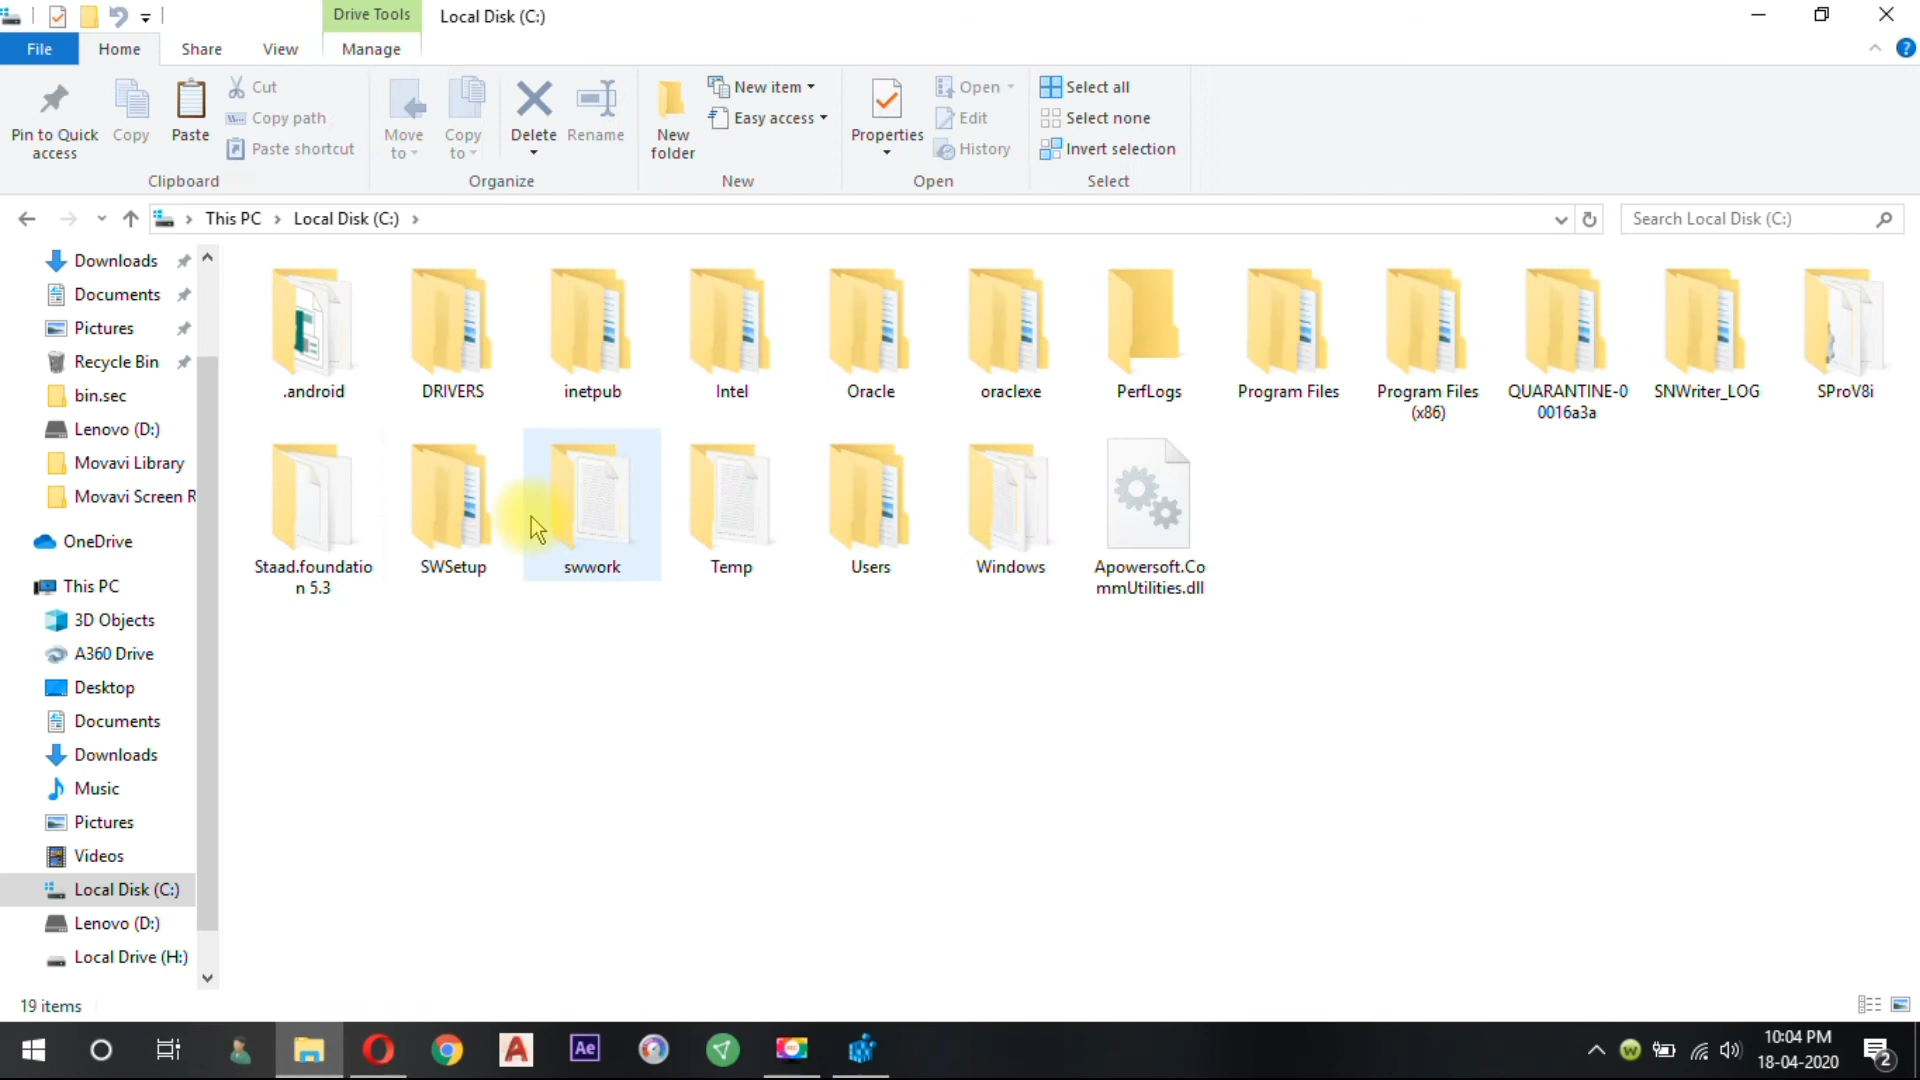 Drive Tools
Local Disk (C:)
File
Home
Share
View
Manage
Pin to Quick
access
Copy
Paste
Cut
Copy path
Paste shortcut
Clipboard
Move
to
Copy
to
Delete
Rename
Organize
New
folder
New item
Easy access
New
Properties
Open
Edit
History
Open
Select all
Select none
Invert selection
Select
This PC
Local Disk (C:)
Search Local Disk (C:)
Downloads
Documents
Pictures
Recycle Bin
bin.sec
Lenovo (D:)
Movavi Library
Movavi Screen R
OneDrive
This PC
3D Objects
A360 Drive
Desktop
Documents
Downloads
Music
Pictures
Videos
Local Disk (C:)
Lenovo (D:)
Local Drive (H:)
.android
DRIVERS
inetpub
Intel
Oracle
oraclexe
PerfLogs
Program Files
Program Files
(x86)
QUARANTINE-0
0016a3a
SNWriter_LOG
SProV8i
Staad.foundatio
n 5.3
SWSetup
swwork
Temp
Users
Windows
Apowersoft.Co
mmUtilities.dll
19 items
Ae
10:04 PM
18-04-2020
2